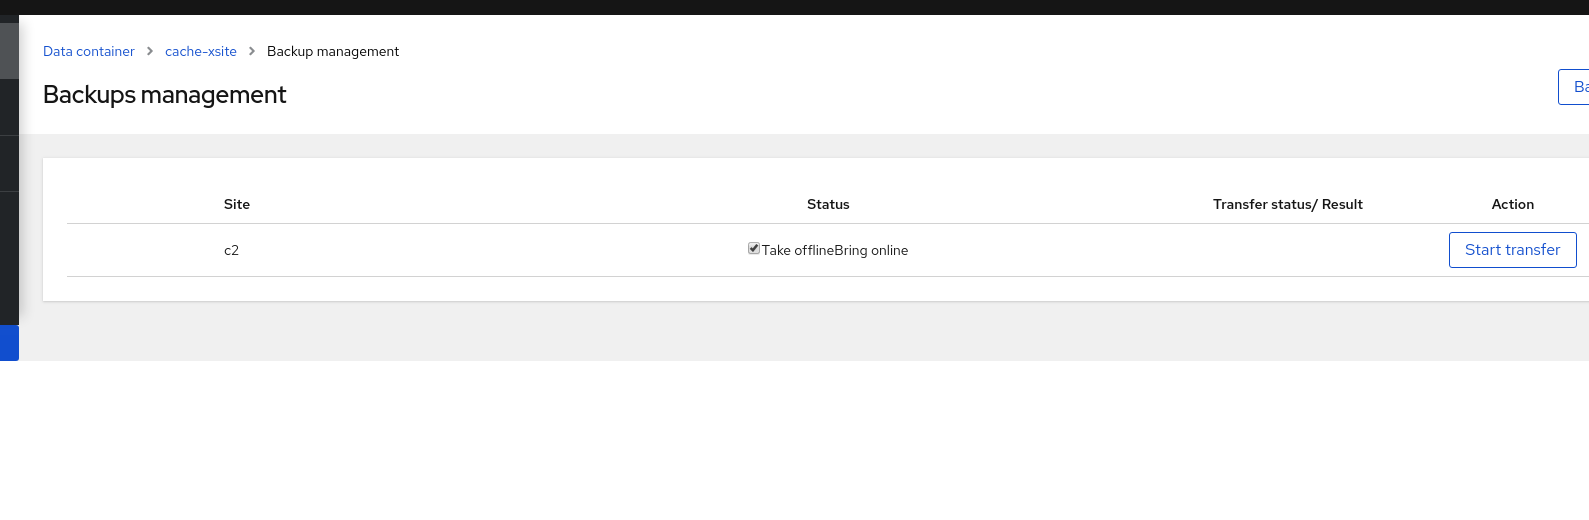 Data container > cache-xsite > Backup management
Backups management
Ba
Site Status Transfer status/ Result Action
c2 Take offlineBring online Start transfer